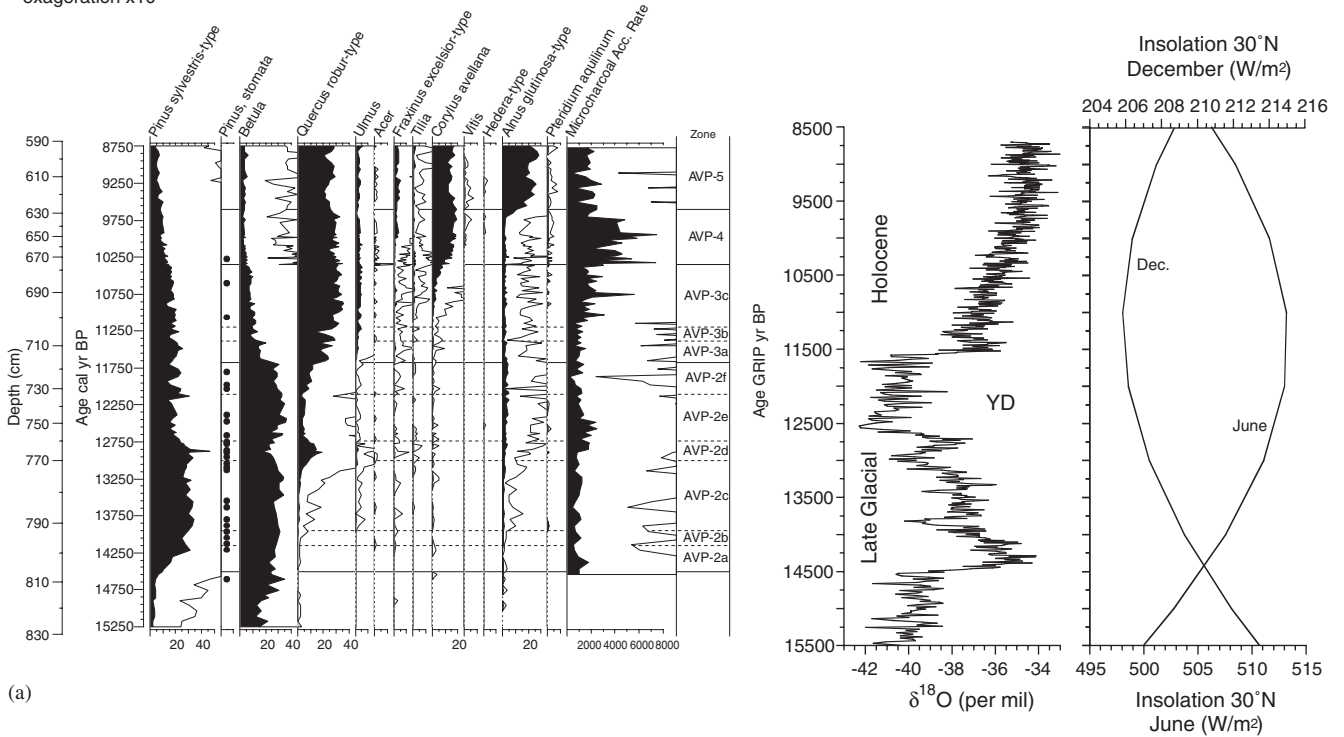 exageration x10
Pinus sylvestris-type
Pinus, stomata
Betula
Quercus robur-type
Ulmus
Acer
Fraxinus excelsior-type
Tilia
Corylus avellana
Vitis
Hedera-type
Alnus glutinosa-type
Pteridium aquilinum
Microcharcoal Acc. Rate
Zone
Depth (cm)
590
610
630
650
670
690
710
730
750
770
790
810
830
Age cal yr BP
8750
9250
9750
10250
10750
11250
11750
12250
12750
13250
13750
14250
14750
15250
AVP-5
AVP-4
AVP-3c
AVP-3b
AVP-3a
AVP-2f
AVP-2e
AVP-2d
AVP-2c
AVP-2b
AVP-2a
20 40 20 40 20 40 20 2000 4000 6000 8000
(a)
Age GRIP yr BP
8500
9500
10500
11500
12500
13500
14500
15500
Holocene
Late Glacial
YD
-42 -40 -38 -36 -34
δ18O (per mil)
Insolation 30°N
December (W/m2)
204 206 208 210 212 214 216
Dec.
June
495 500 505 510 515
Insolation 30°N
June (W/m2)